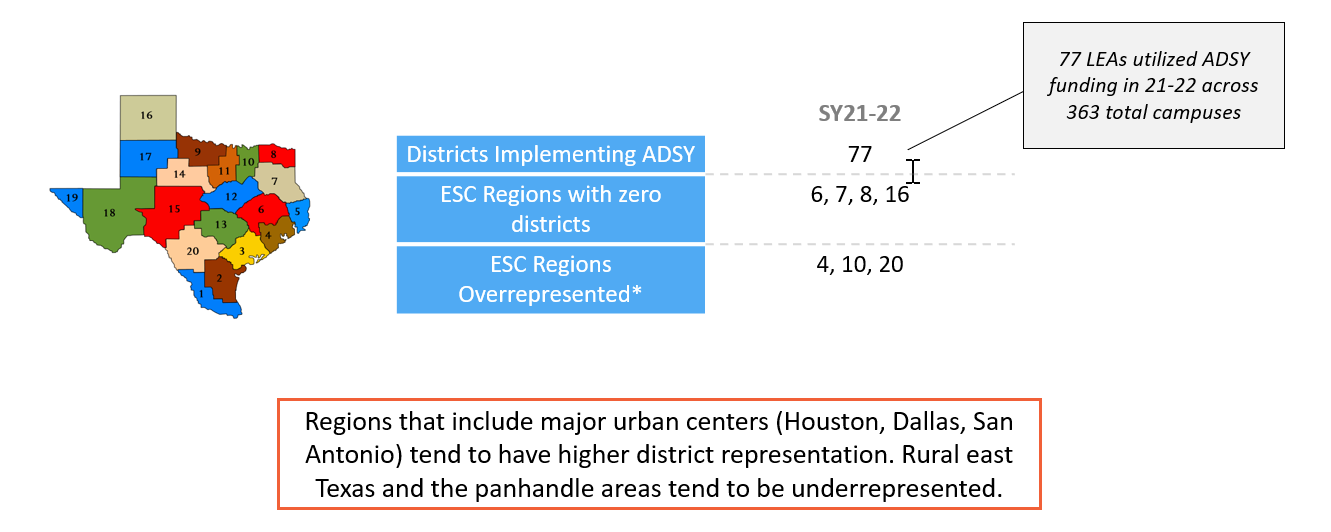 77 LEAs utilized ADSY
funding in 21-22 across
363 total campuses
SY21-22
Districts Implementing ADSY
77
ESC Regions with zero
districts
6, 7, 8, 16
ESC Regions
Overrepresented*
4, 10, 20
16
17
9
10
8
11
14
7
19
12
18
15
6
5
13
4
20
3
2
1
Regions that include major urban centers (Houston, Dallas, San
Antonio) tend to have higher district representation. Rural east
Texas and the panhandle areas tend to be underrepresented.